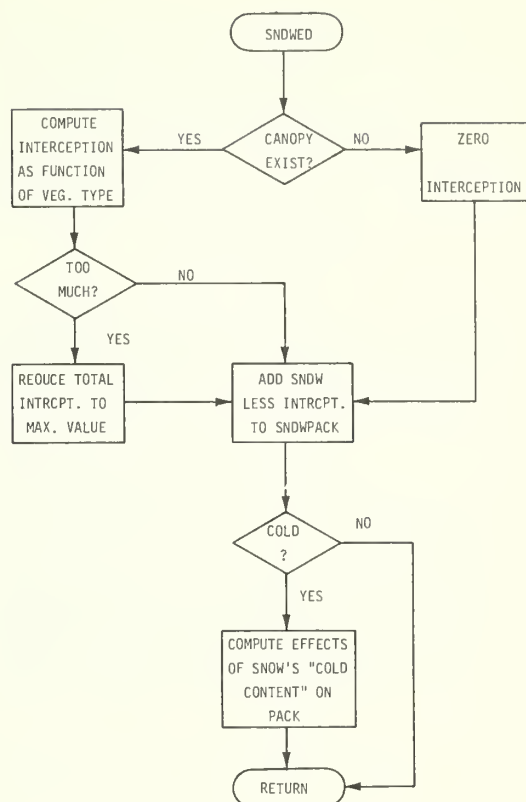 SNDWED
COMPUTE
INTERCEPTION
AS FUNCTION
OF VEG. TYPE
YES
CANOPY
EXIST?
NO
ZERO
INTERCEPTION
TOO
MUCH?
NO
YES
REDUCE TOTAL
INTRCPT. TO
MAX. VALUE
ADD SNDW
LESS INTRCPT.
TO SNDWPACK
COLD
?
NO
YES
COMPUTE EFFECTS
OF SNOW'S "COLD
CONTENT" ON
PACK
RETURN